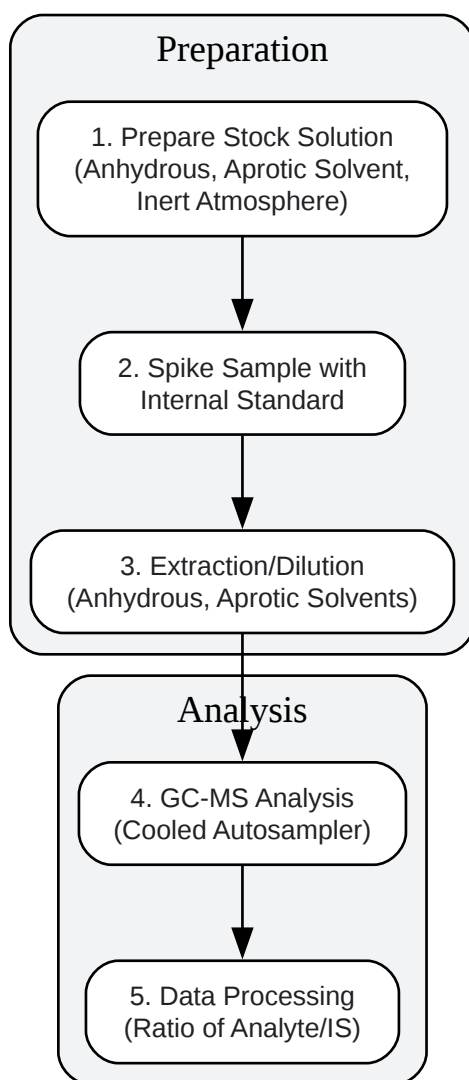 Preparation
1. Prepare Stock Solution
(Anhydrous, Aprotic Solvent,
Inert Atmosphere)
2. Spike Sample with
Internal Standard
3. Extraction/Dilution
(Anhydrous, Aprotic Solvents)
Analysis
4. GC-MS Analysis
(Cooled Autosampler)
5. Data Processing
(Ratio of Analyte/IS)